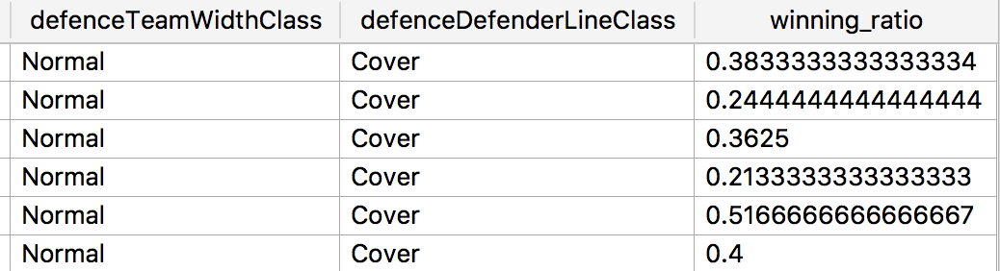 defenceTeamWidthClass defenceDefenderLineClass winning_ratio
Normal Cover 0.3833333333333334
Normal Cover 0.2444444444444444
Normal Cover 0.3625
Normal Cover 0.2133333333333333
Normal Cover 0.5166666666666667
Normal Cover 0.4